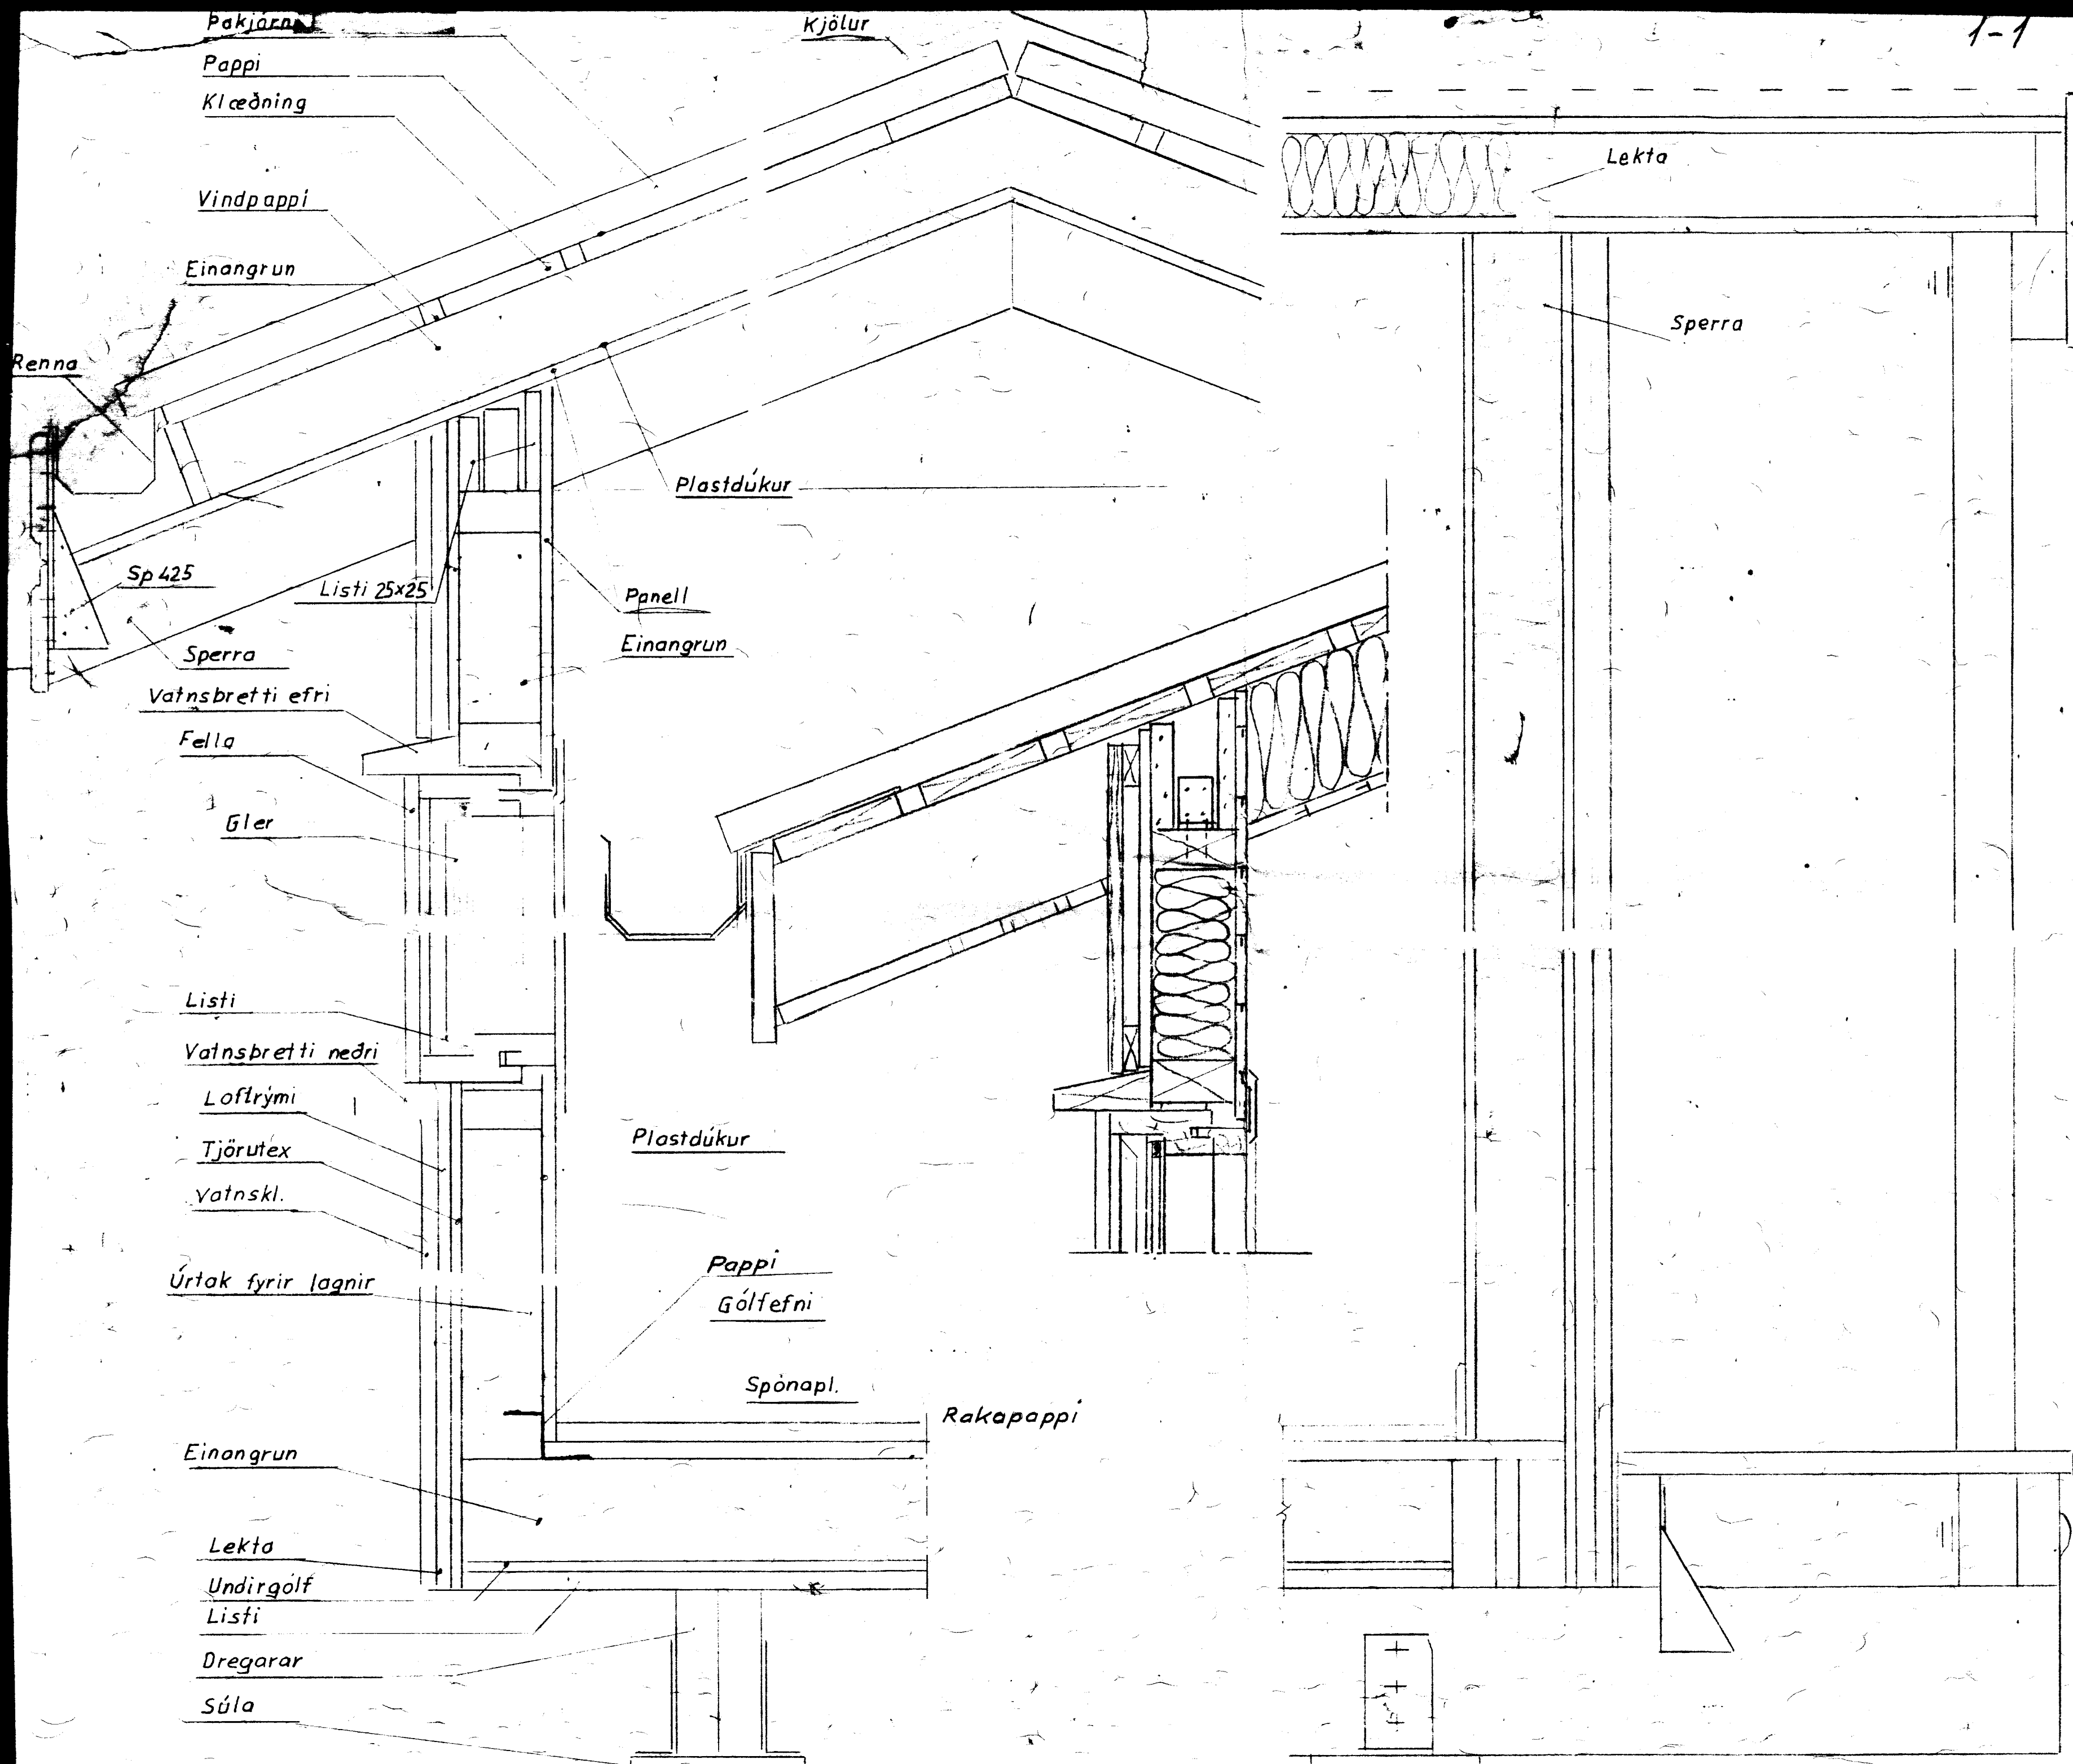 Þakjárn
Kjölur
1-1
Pappi
Klæðning
Lekta
Vindpappi
Einangrun
Sperra
Renna
Plastdúkur
Sp 425
Listi 25x25
Panell
Einangrun
Sperra
Vatnsbretti efri
Fella
Gler
Listi
Vatnsbretti neðri
Loftrými
Plastdúkur
Tjörutex
Vatnskl.
Pappi
Úrtak fyrir lagnir
Gólfefni
Spónapl.
Rakapappi
Einangrun
Lekta
Undirgólf
Listi
Dregarar
Súla